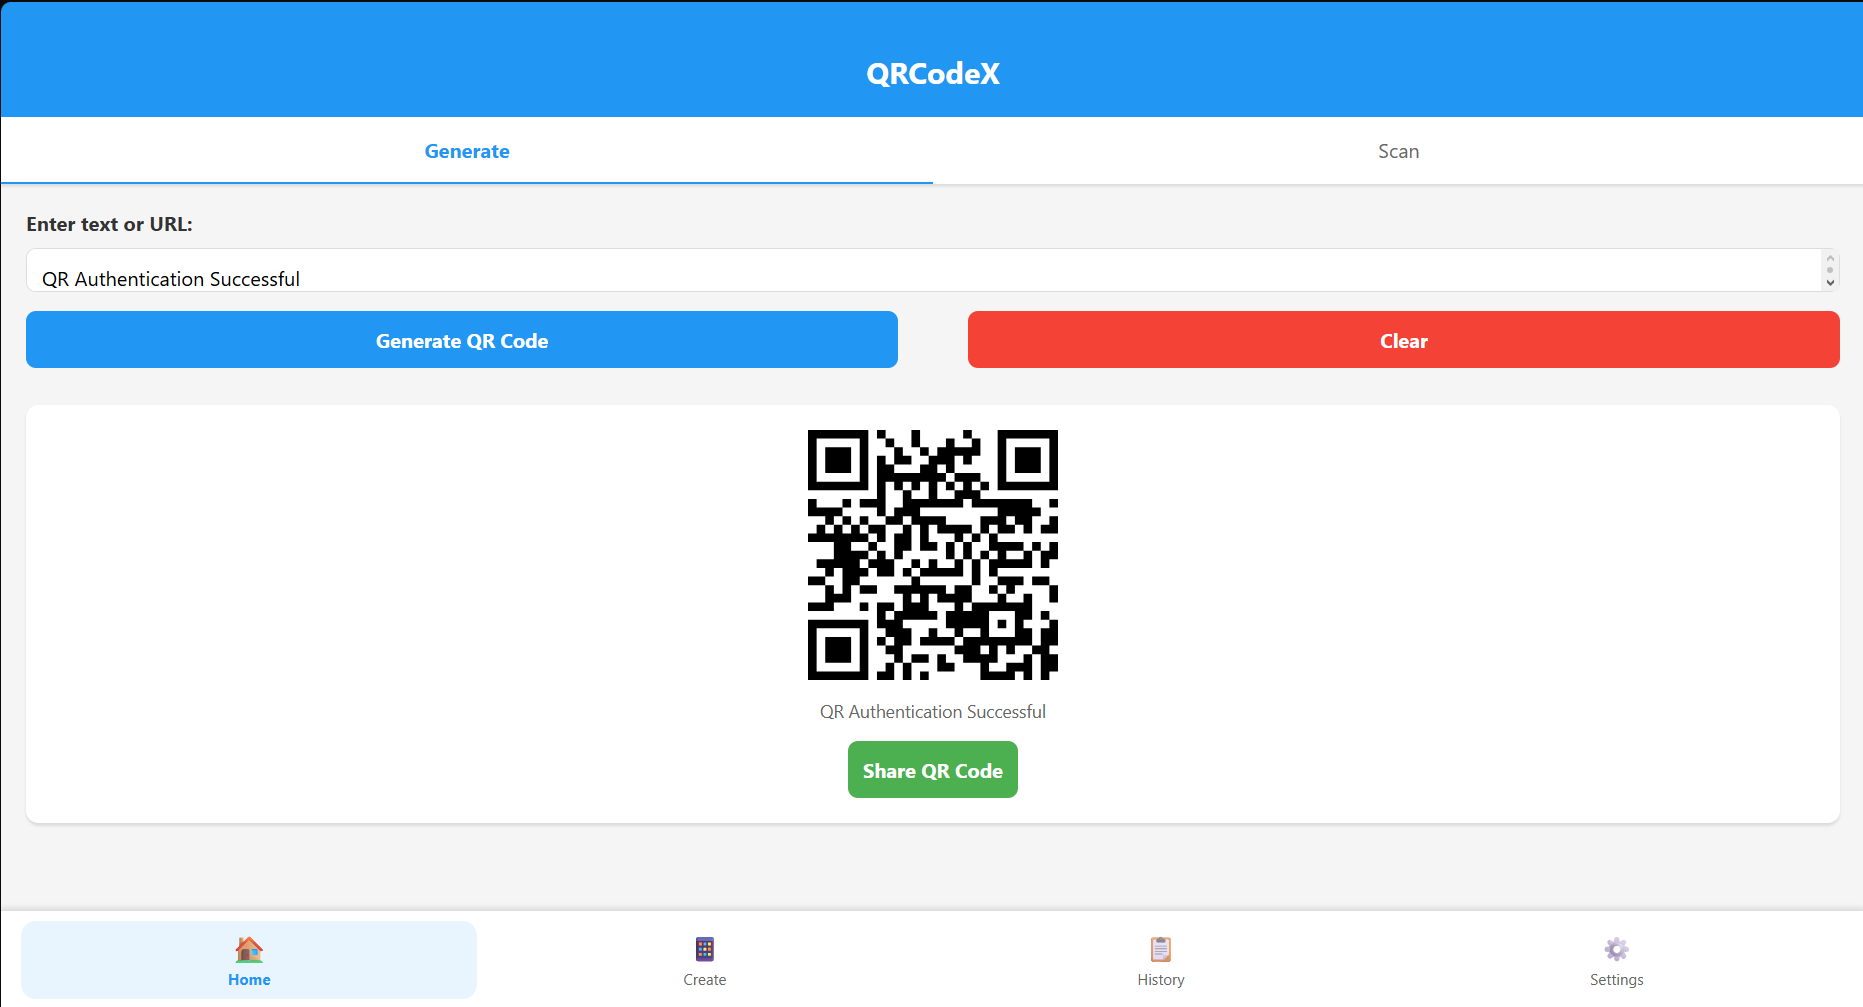 QRCodeX
Generate
Scan
Enter text or URL:
QR Authentication Successful
Generate QR Code
Clear
QR Authentication Successful
Share QR Code
Home
Create
History
Settings